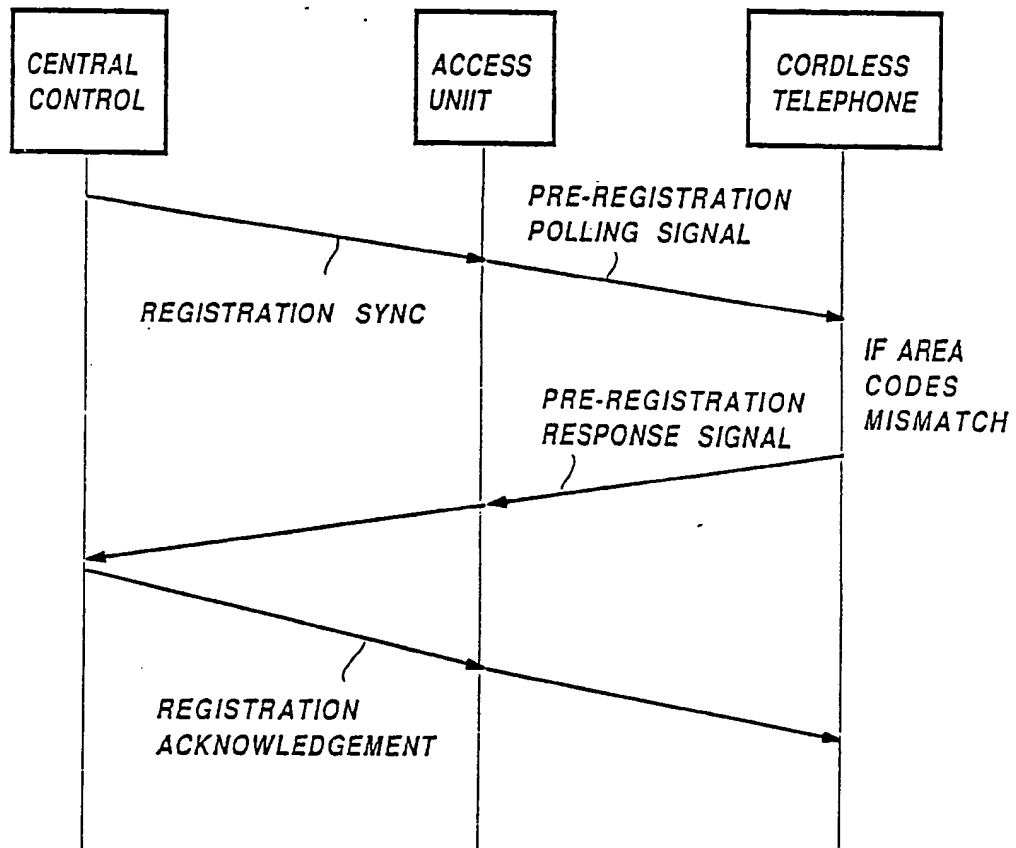 CENTRAL
CONTROL
ACCESS
UNIIT
CORDLESS
TELEPHONE
PRE-REGISTRATION
POLLING SIGNAL
REGISTRATION SYNC
IF AREA
CODES
MISMATCH
PRE-REGISTRATION
RESPONSE SIGNAL
REGISTRATION
ACKNOWLEDGEMENT